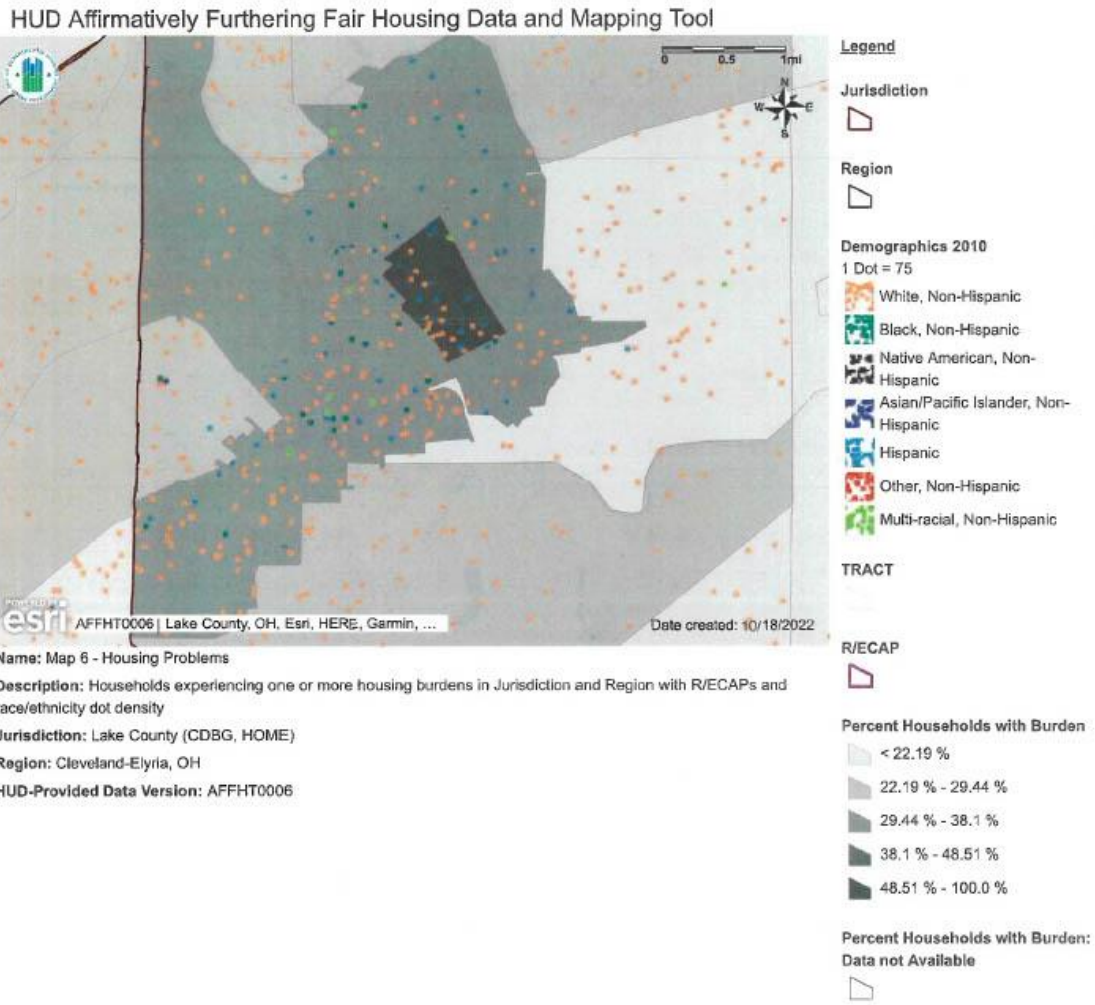 HUD Affirmatively Furthering Fair Housing Data and Mapping Tool
0 0.5 1mi
N
W E
S
POWERED BY
esri
AFFHT0006 | Lake County, OH, Esri, HERE, Garmin, ...
Date created: 10/18/2022
Name: Map 6 - Housing Problems
Description: Households experiencing one or more housing burdens in Jurisdiction and Region with R/ECAPs and
race/ethnicity dot density
Jurisdiction: Lake County (CDBG, HOME)
Region: Cleveland-Elyria, OH
HUD-Provided Data Version: AFFHT0006
Legend
Jurisdiction
Region
Demographics 2010
1 Dot = 75
White, Non-Hispanic
Black, Non-Hispanic
Native American, Non-
Hispanic
Asian/Pacific Islander, Non-
Hispanic
Hispanic
Other, Non-Hispanic
Multi-racial, Non-Hispanic
TRACT
R/ECAP
Percent Households with Burden
< 22.19 %
22.19 % - 29.44 %
29.44 % - 38.1 %
38.1 % - 48.51 %
48.51 % - 100.0 %
Percent Households with Burden:
Data not Available